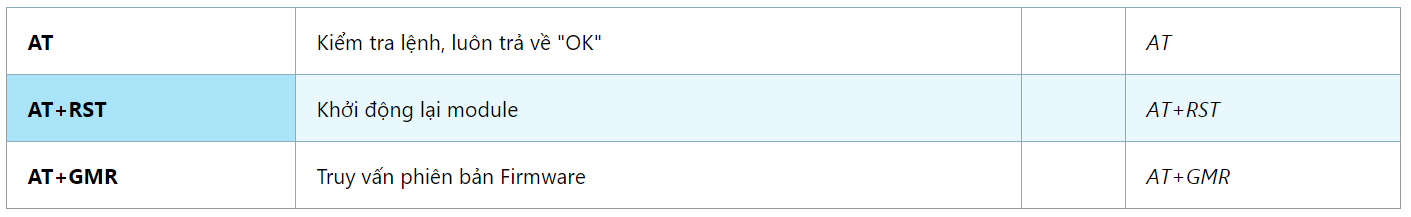 AT Kiểm tra lệnh, luôn trả về "OK" AT
AT+RST Khởi động lại module AT+RST
AT+GMR Truy vấn phiên bản Firmware AT+GMR